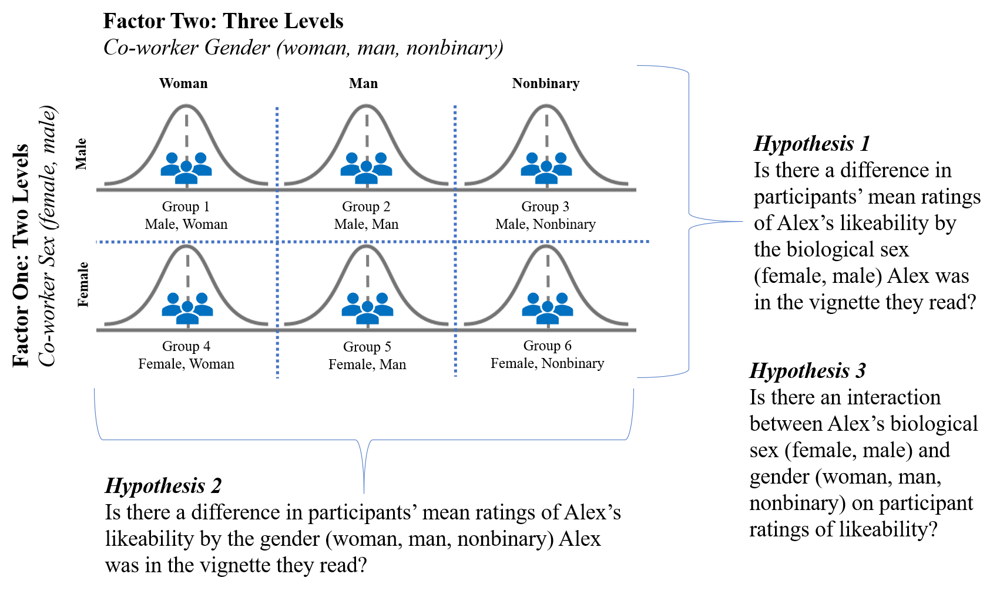 Factor Two: Three Levels
Co-worker Gender (woman, man, nonbinary)
Factor One: Two Levels
Co-worker Sex (female, male)
Woman
Man
Nonbinary
Male
Group 1
Male, Woman
Group 2
Male, Man
Group 3
Male, Nonbinary
Female
Group 4
Female, Woman
Group 5
Female, Man
Group 6
Female, Nonbinary
Hypothesis 1
Is there a difference in
participants’ mean ratings
of Alex’s likeability by
the biological sex
(female, male) Alex was
in the vignette they read?
Hypothesis 2
Is there a difference in participants’ mean ratings of Alex’s
likeability by the gender (woman, man, nonbinary) Alex
was in the vignette they read?
Hypothesis 3
Is there an interaction
between Alex’s biological
sex (female, male) and
gender (woman, man,
nonbinary) on participant
ratings of likeability?